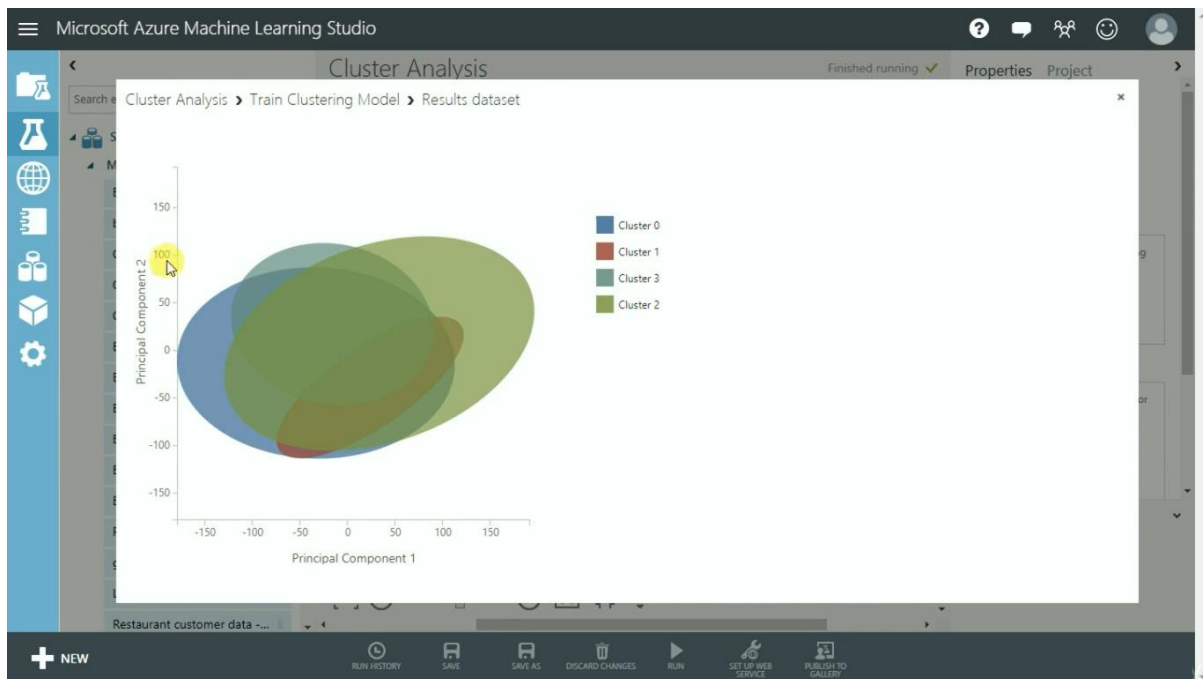 Microsoft Azure Machine Learning Studio
?
Cluster Analysis
Finished running
Properties Project
Search e
Cluster Analysis > Train Clustering Model > Results dataset
×
S
M
Principal Component 2
150
100
50
0
-50
-100
-150
-150 -100 -50 0 50 100 150
Principal Component 1
Cluster 0
Cluster 1
Cluster 3
Cluster 2
or
Restaurant customer data -...
NEW
RUN HISTORY
SAVE
SAVE AS
DISCARD CHANGES
RUN
SET UP WEB
SERVICE
PUBLISH TO
GALLERY